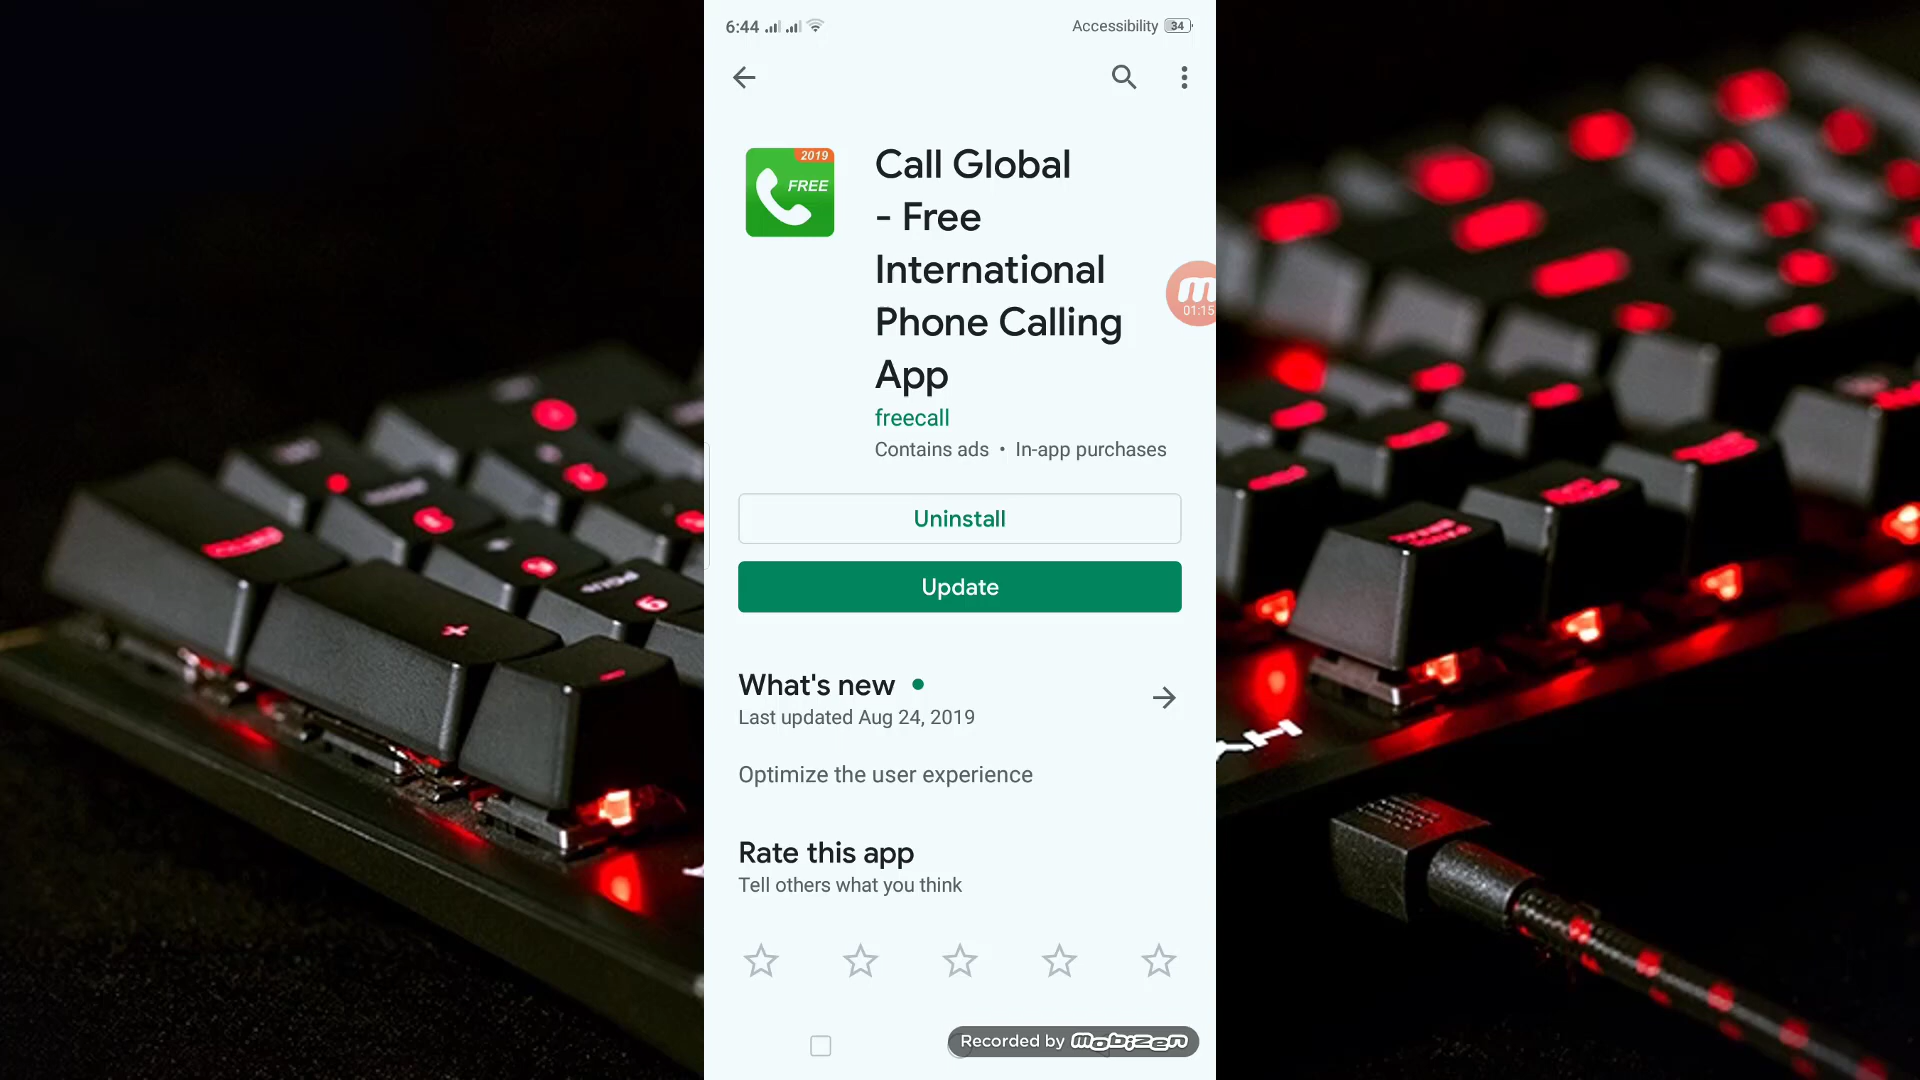 6:44
Accessibility 34
2019
FREE
Call Global
- Free
International
Phone Calling
App
freecall
Contains ads • In-app purchases
01:15
Uninstall
Update
What's new
Last updated Aug 24, 2019
Optimize the user experience
Rate this app
Tell others what you think
Recorded by mobizen